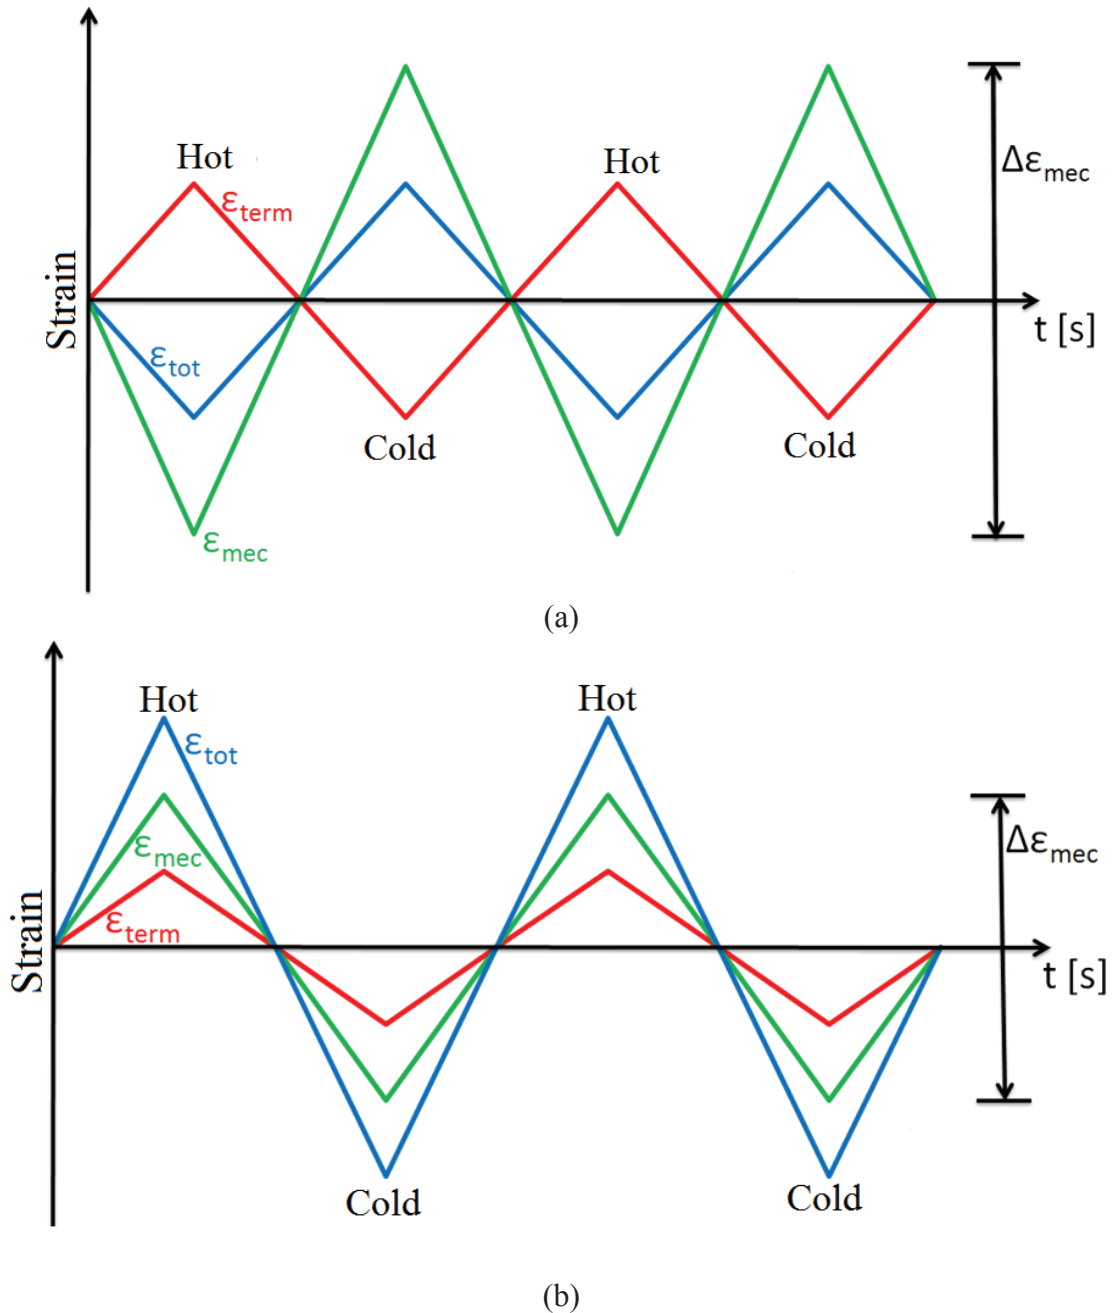 Hot
Hot
Δεmec
εterm
Strain
t [s]
εtot
Cold
Cold
εmec
(a)
Hot
Hot
εtot
εmec
Δεmec
εterm
Strain
t [s]
Cold
Cold
(b)